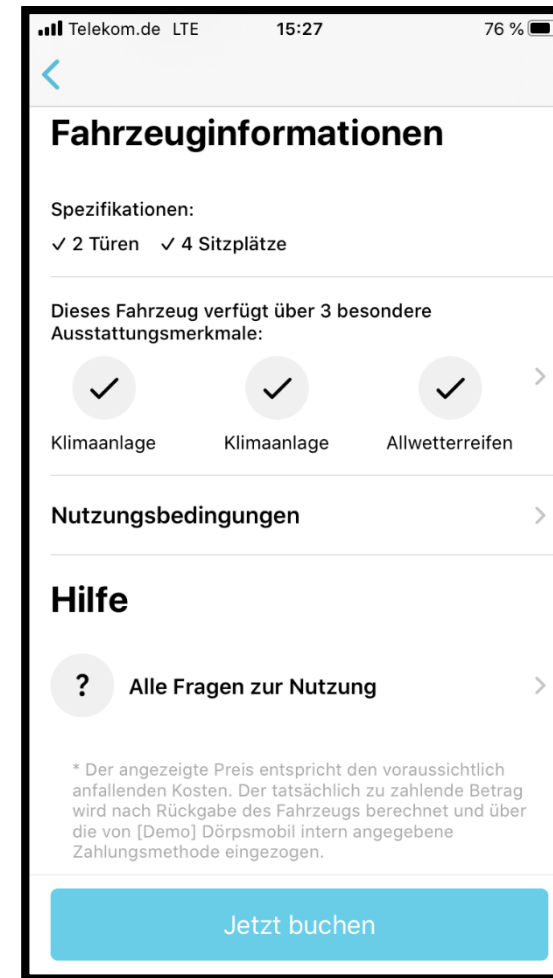 Telekom.de LTE 15:27 76 %
Fahrzeuginformationen
Spezifikationen:
✓ 2 Türen ✓ 4 Sitzplätze
Dieses Fahrzeug verfügt über 3 besondere
Ausstattungsmerkmale:
Klimaanlage Klimaanlage Allwetterreifen
Nutzungsbedingungen
Hilfe
? Alle Fragen zur Nutzung
* Der angezeigte Preis entspricht den voraussichtlich
anfallenden Kosten. Der tatsächlich zu zahlende Betrag
wird nach Rückgabe des Fahrzeugs berechnet und über
die von [Demo] Dörpsmobil intern angegebene
Zahlungsmethode eingezogen.
Jetzt buchen